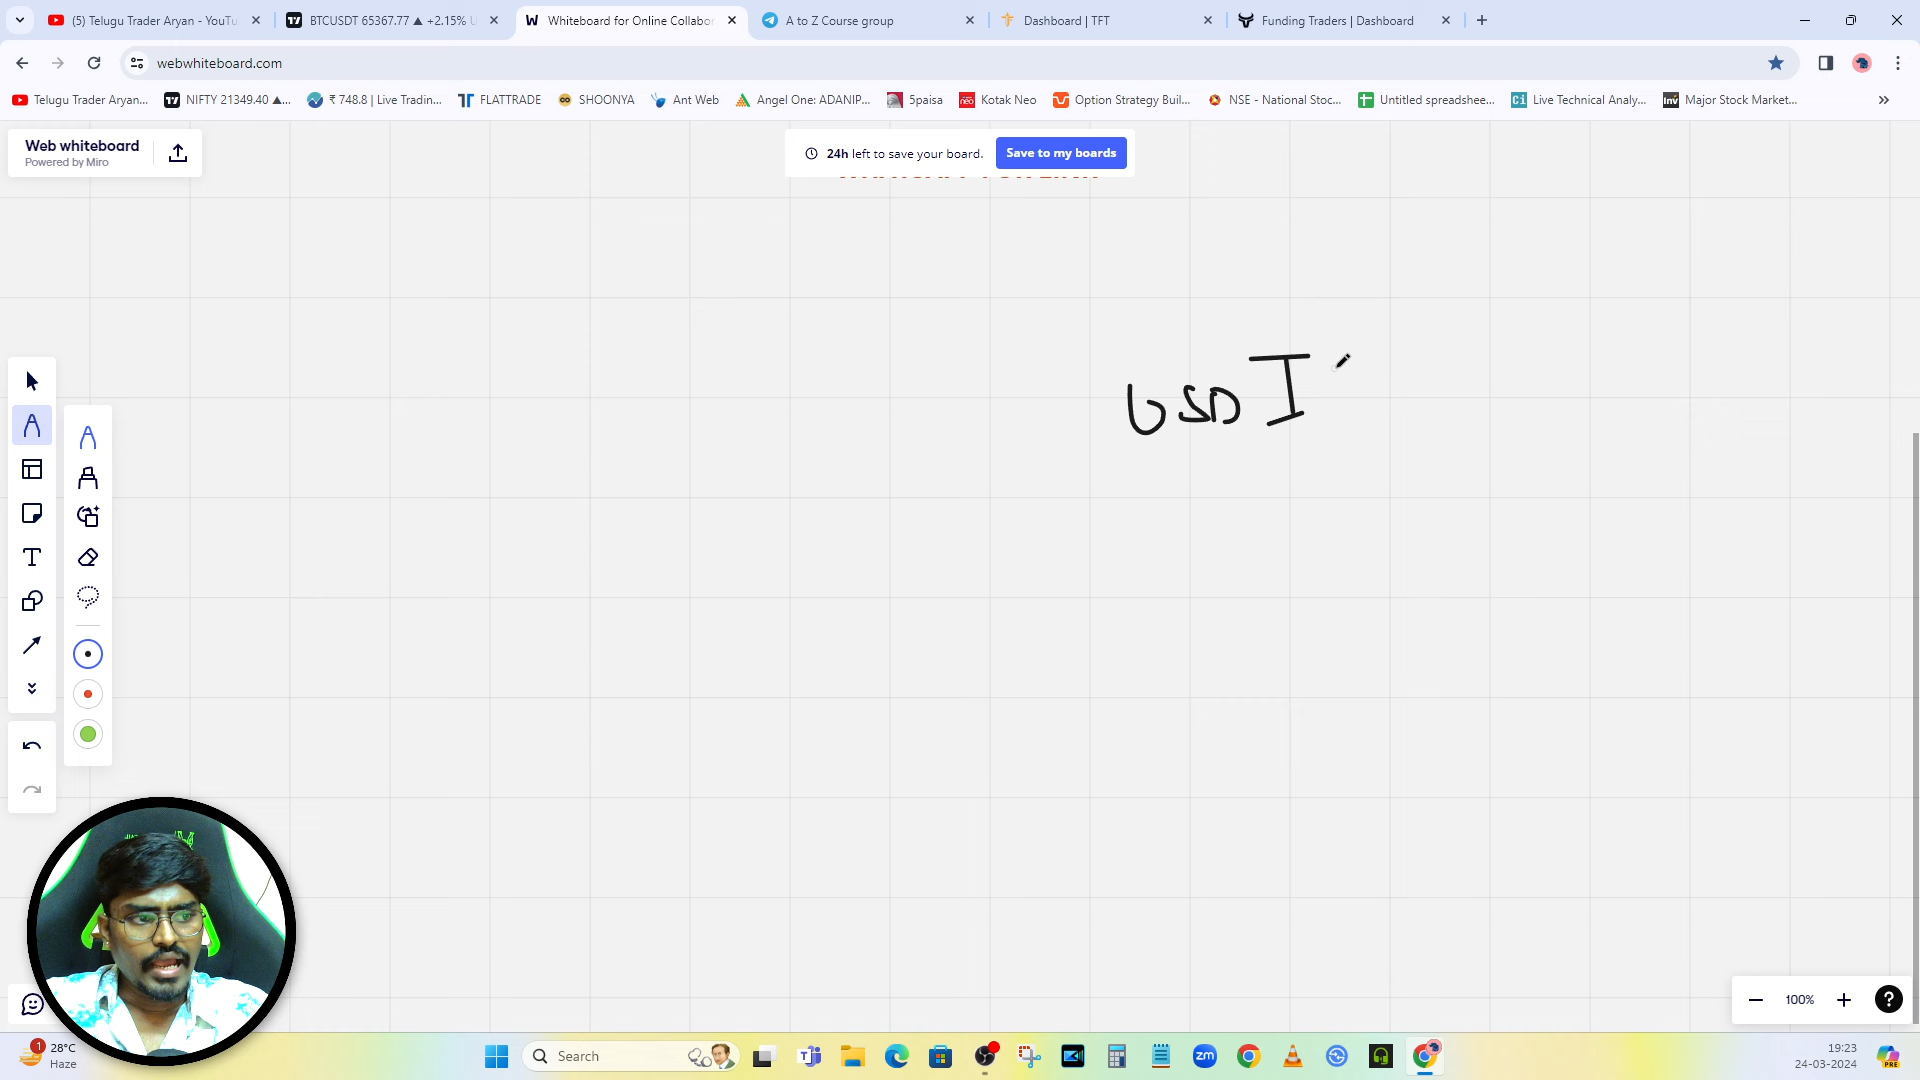 (5) Telugu Trader Aryan - YouTu
BTCUSDT 65367.77 ▲ +2.15% U
Whiteboard for Online Collabor
A to Z Course group
Dashboard | TFT
Funding Traders | Dashboard
webwhiteboard.com
Telugu Trader Aryan...
NIFTY 21349.40 ▲...
₹ 748.8 | Live Tradin...
FLATTRADE
SHOONYA
Ant Web
Angel One: ADANIP...
5paisa
Kotak Neo
Option Strategy Buil...
NSE - National Stoc...
Untitled spreadshee...
Live Technical Analy...
Major Stock Market...
Web whiteboard
Powered by Miro
24h left to save your board.
Save to my boards
USD I
100%
28°C
Haze
Search
19:23
24-03-2024